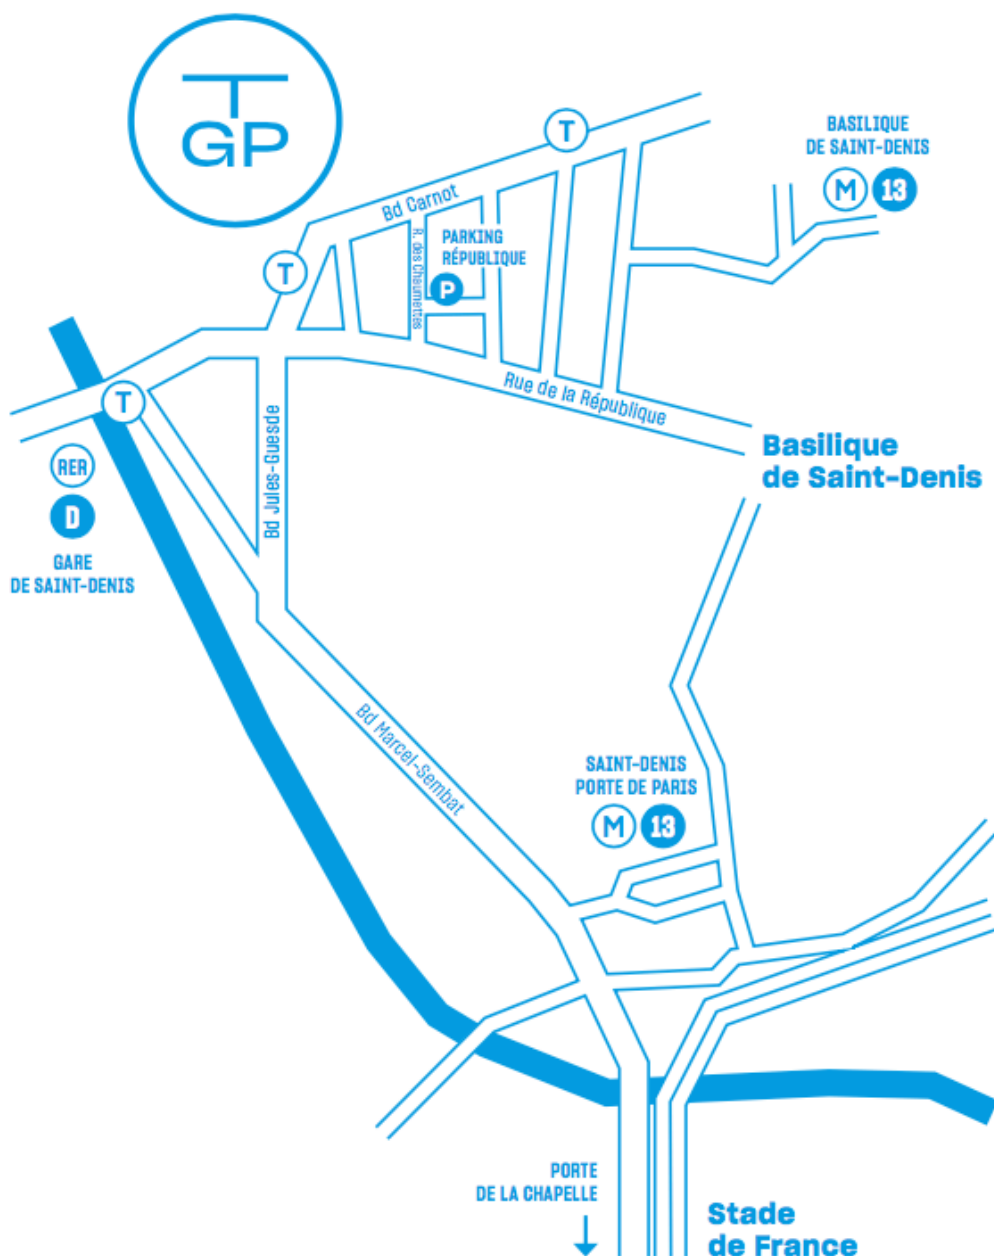 T
GP
T
BASILIQUE
DE SAINT-DENIS
M 13
Bd Carnot
R. des Chaumettes
PARKING
RÉPUBLIQUE
P
T
T
Rue de la République
Bd Jules-Guesde
Basilique
de Saint-Denis
RER
D
GARE
DE SAINT-DENIS
Bd Marcel-Sembat
SAINT-DENIS
PORTE DE PARIS
M 13
PORTE
DE LA CHAPELLE
Stade
de France